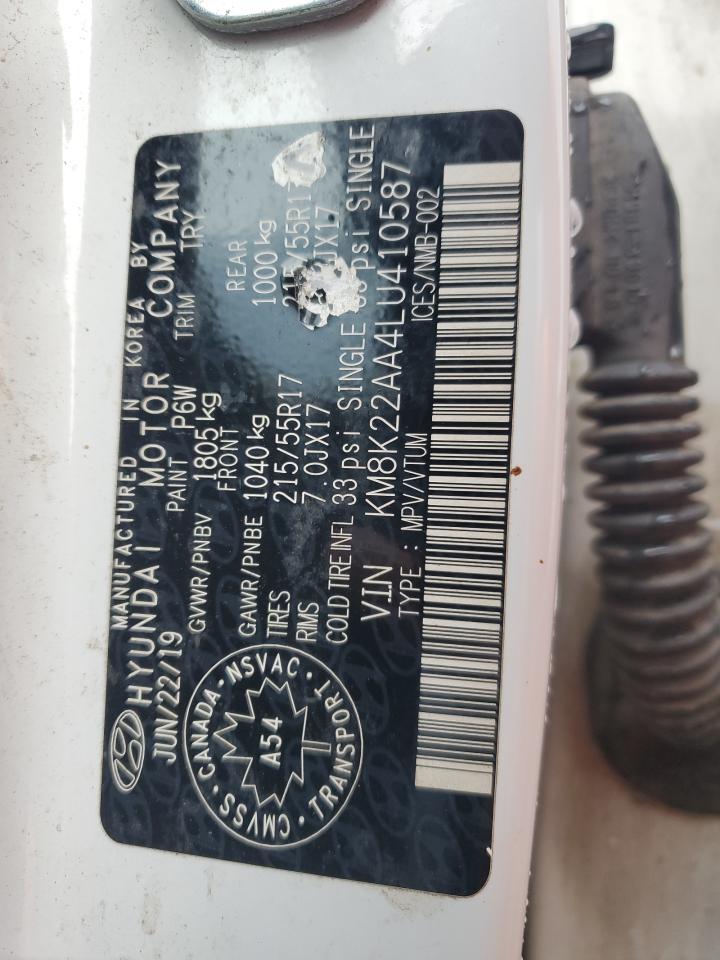 MANUFACTURED IN KOREA BY
HYUNDAI MOTOR COMPANY
JUN/22/19 PAINT P6W TRIM TRY
GVWR/PNBV 1805 kg
FRONT REAR
GAWR/PNBE 1040 kg 1000 kg
TIRES 215/55R17
RIMS 7.0JX17
COLD TIRE INFL 33 psi SINGLE psi SINGLE
VIN KM8K22AA4LU410587
TYPE : MPV/VTUM ICES/NMB-002
CMVSS · CANADA - NSVAC · TRANSPORT ·
A54